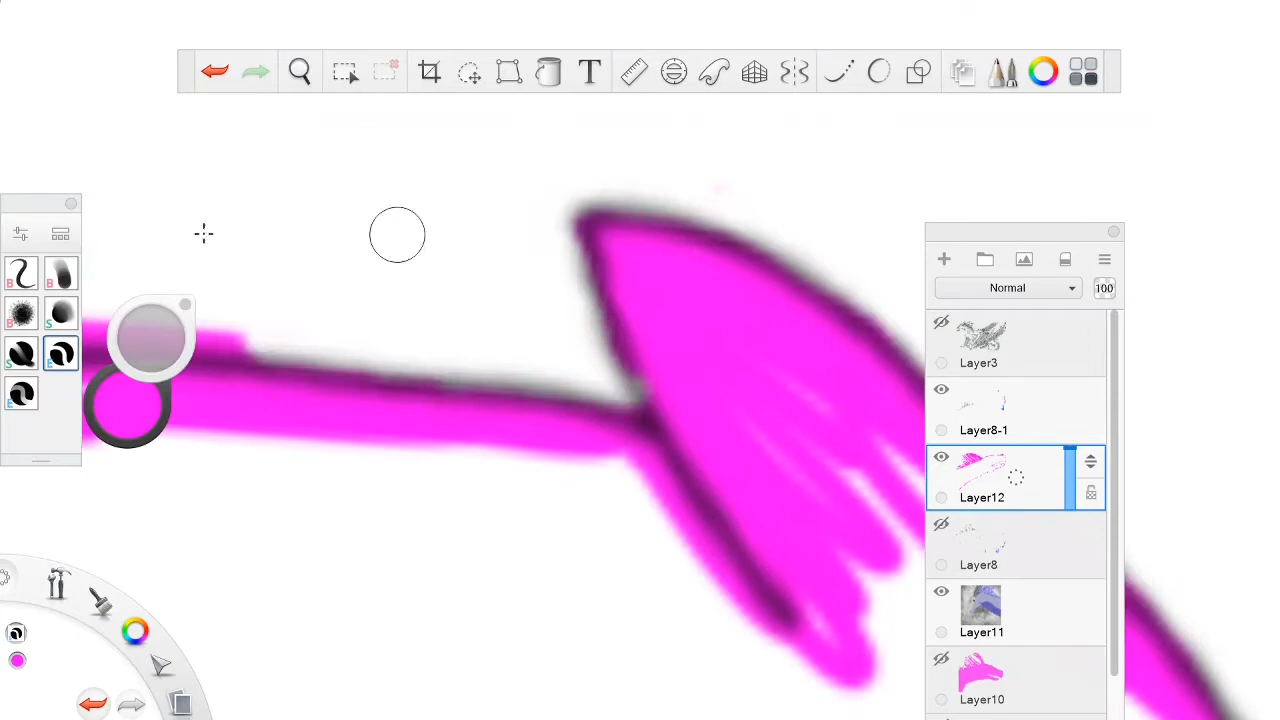 T
Normal
100
Layer3
Layer8-1
Layer12
Layer8
Layer11
Layer10
B
B
B
S
S
E
E